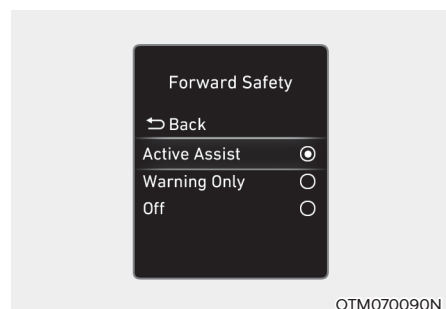 Forward Safety
Back
Active Assist
Warning Only
Off
OTM070090N